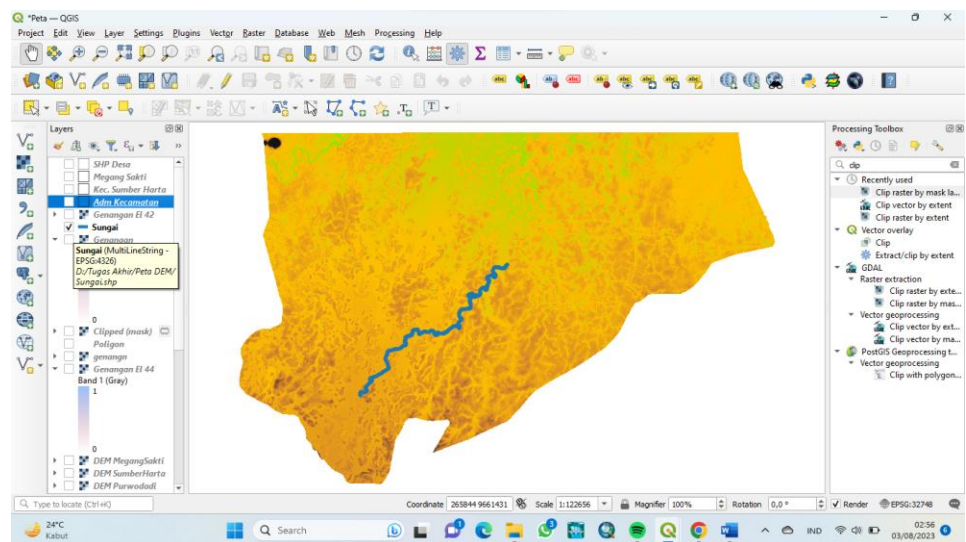 *Peta — QGIS
Project Edit View Layer Settings Plugins Vector Raster Database Web Mesh Processing Help
Layers
SHP Desa
Megang Sakti
Kec. Sumber Harta
Adm Kecamatan
Genangan El 42
Sungai
Genangan
Sungai (MultiLineString -
EPSG:4326)
D:/Tugas Akhir/Peta DEM/
Sungai.shp
0
Clipped (mask)
Poligon
genangn
Genangan El 44
Band 1 (Gray)
1
0
DEM MegangSakti
DEM SumberHarta
DEM Purwodadi
Processing Toolbox
clip
Recently used
Clip raster by mask la...
Clip vector by extent
Clip raster by extent
Vector overlay
Clip
Extract/clip by extent
GDAL
Raster extraction
Clip raster by exte...
Clip raster by mas...
Vector geoprocessing
Clip vector by ext...
Clip vector by ma...
PostGIS Geoprocessing t...
Vector geoprocessing
Clip with polygon...
Type to locate (Ctrl+K)
Coordinate 265844 9661431 Scale 1:122656 Magnifier 100% Rotation 0,0 ° Render EPSG:32748
24°C
Kabut
Search
IND
02:56
03/08/2023